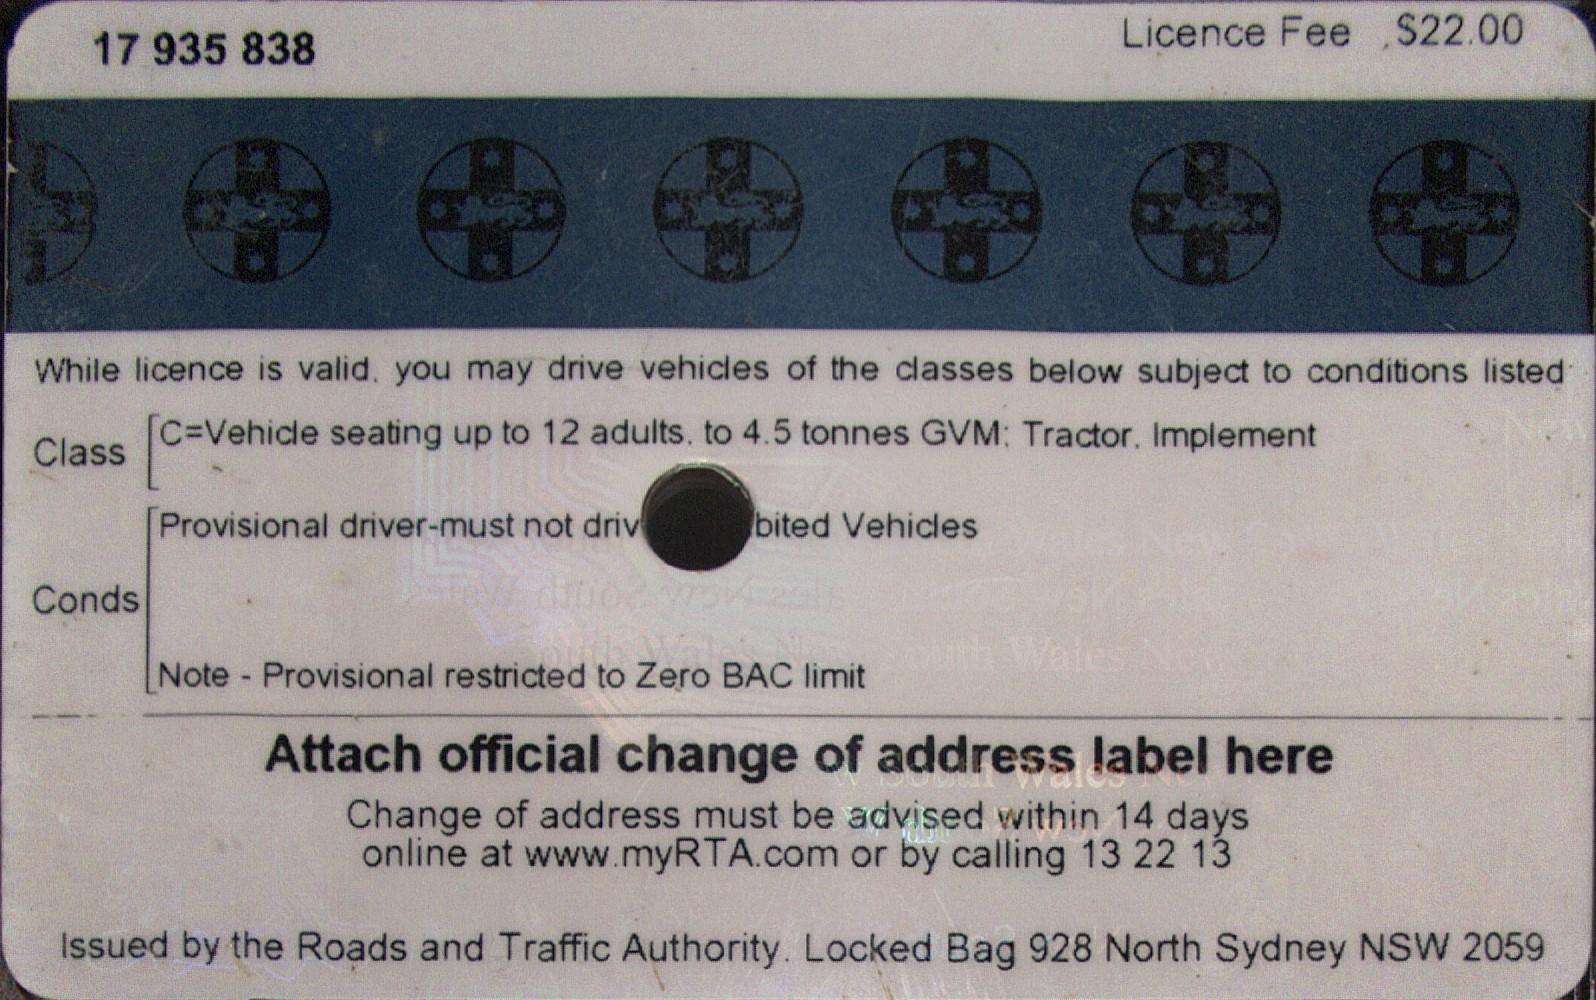 17 935 838
Licence Fee $22.00
While licence is valid, you may drive vehicles of the classes below subject to conditions listed
Class
C=Vehicle seating up to 12 adults, to 4.5 tonnes GVM; Tractor, Implement
Provisional driver-must not driv bited Vehicles
Conds
Note - Provisional restricted to Zero BAC limit
Attach official change of address label here
Change of address must be advised within 14 days
online at www.myRTA.com or by calling 13 22 13
Issued by the Roads and Traffic Authority. Locked Bag 928 North Sydney NSW 2059